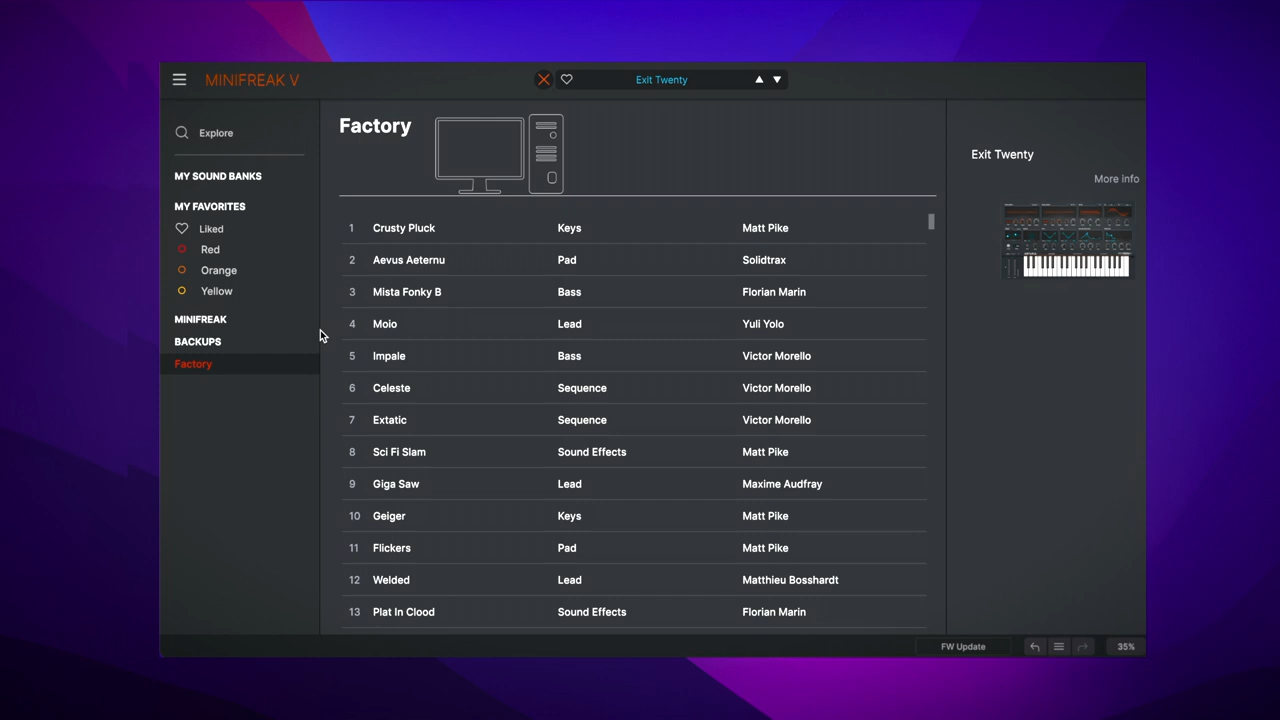 MINIFREAK V
Exit Twenty
Explore
MY SOUND BANKS
MY FAVORITES
Liked
Red
Orange
Yellow
MINIFREAK
BACKUPS
Factory
Factory
1 Crusty Pluck Keys Matt Pike
2 Aevus Aeternu Pad Solidtrax
3 Mista Fonky B Bass Florian Marin
4 Moio Lead Yuli Yolo
5 Impale Bass Victor Morello
6 Celeste Sequence Victor Morello
7 Extatic Sequence Victor Morello
8 Sci Fi Slam Sound Effects Matt Pike
9 Giga Saw Lead Maxime Audfray
10 Geiger Keys Matt Pike
11 Flickers Pad Matt Pike
12 Welded Lead Matthieu Bosshardt
13 Plat In Clood Sound Effects Florian Marin
Exit Twenty
More info
FW Update
35%